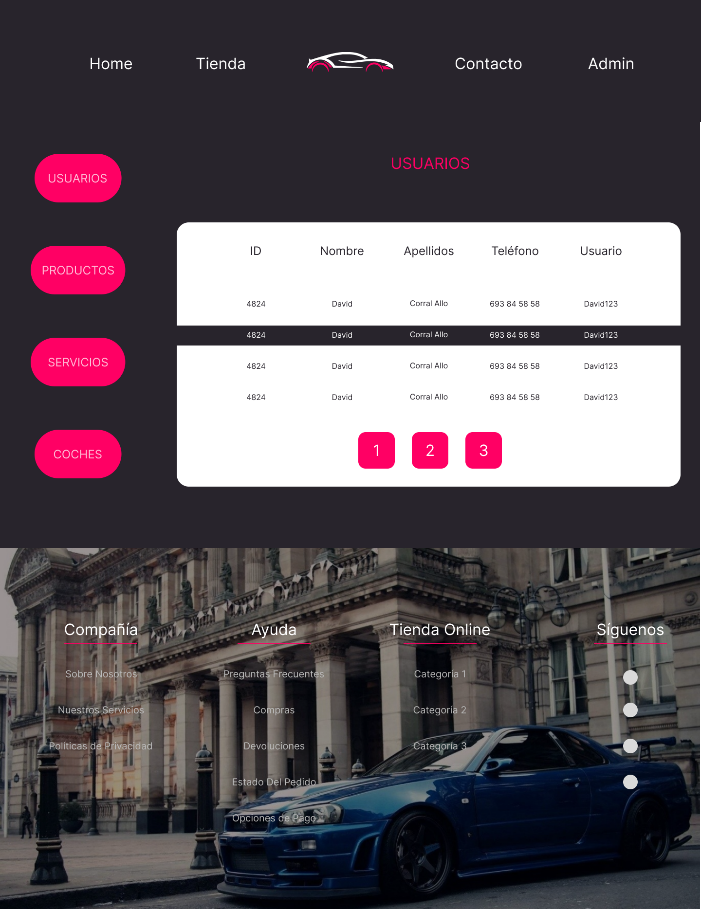 Home Tienda Contacto Admin
USUARIOS
USUARIOS
PRODUCTOS
SERVICIOS
COCHES
ID Nombre Apellidos Teléfono Usuario
4824 David Corral Allo 693 84 58 58 David123
4824 David Corral Allo 693 84 58 58 David123
4824 David Corral Allo 693 84 58 58 David123
4824 David Corral Allo 693 84 58 58 David123
1 2 3
Compañía Ayuda Tienda Online Síguenos
Sobre Nosotros Preguntas Frecuentes Categoría 1
Nuestros Servicios Compras Categoría 2
Políticas de Privacidad Devoluciones Categoría 3
Estado Del Pedido
Opciones de Pago